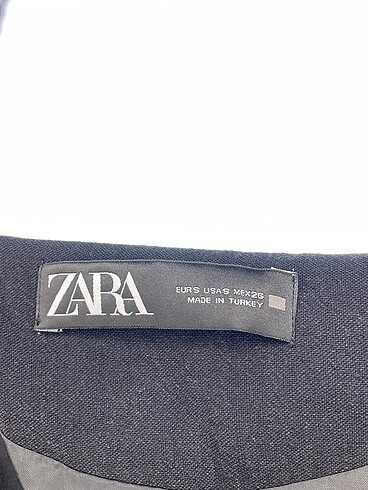 ZARA
EUR S USA S MEX 26
MADE IN TURKEY